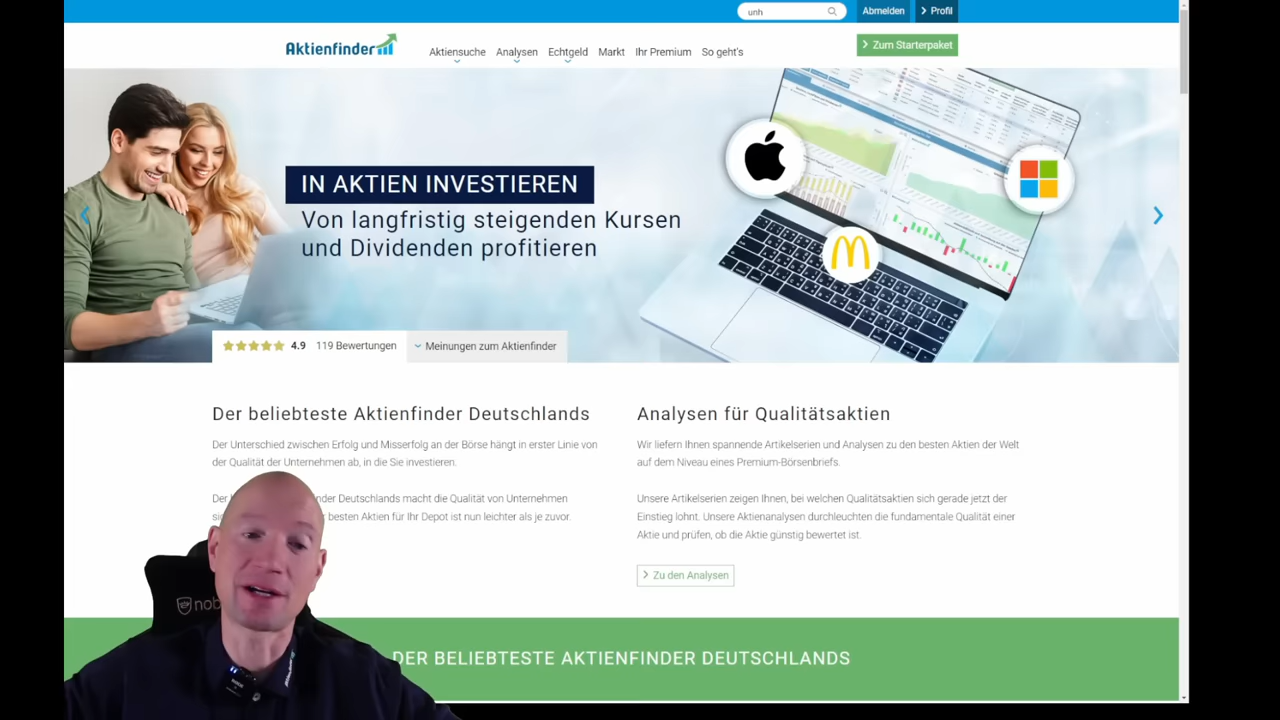 unh
Abmelden
Profil
Aktienfinder
Aktiensuche
Analysen
Echtgeld
Markt
Ihr Premium
So geht's
Zum Starterpaket
IN AKTIEN INVESTIEREN
Von langfristig steigenden Kursen
und Dividenden profitieren
4.9 119 Bewertungen
Meinungen zum Aktienfinder
Der beliebteste Aktienfinder Deutschlands
Der Unterschied zwischen Erfolg und Misserfolg an der Börse hängt in erster Linie von
der Qualität der Unternehmen ab, in die Sie investieren.
Der nder Deutschlands macht die Qualität von Unternehmen
besten Aktien für Ihr Depot ist nun leichter als je zuvor.
Analysen für Qualitätsaktien
Wir liefern Ihnen spannende Artikelserien und Analysen zu den besten Aktien der Welt
auf dem Niveau eines Premium-Börsenbriefs.
Unsere Artikelserien zeigen Ihnen, bei welchen Qualitätsaktien sich gerade jetzt der
Einstieg lohnt. Unsere Aktienanalysen durchleuchten die fundamentale Qualität einer
Aktie und prüfen, ob die Aktie günstig bewertet ist.
Zu den Analysen
nob
DER BELIEBTESTE AKTIENFINDER DEUTSCHLANDS